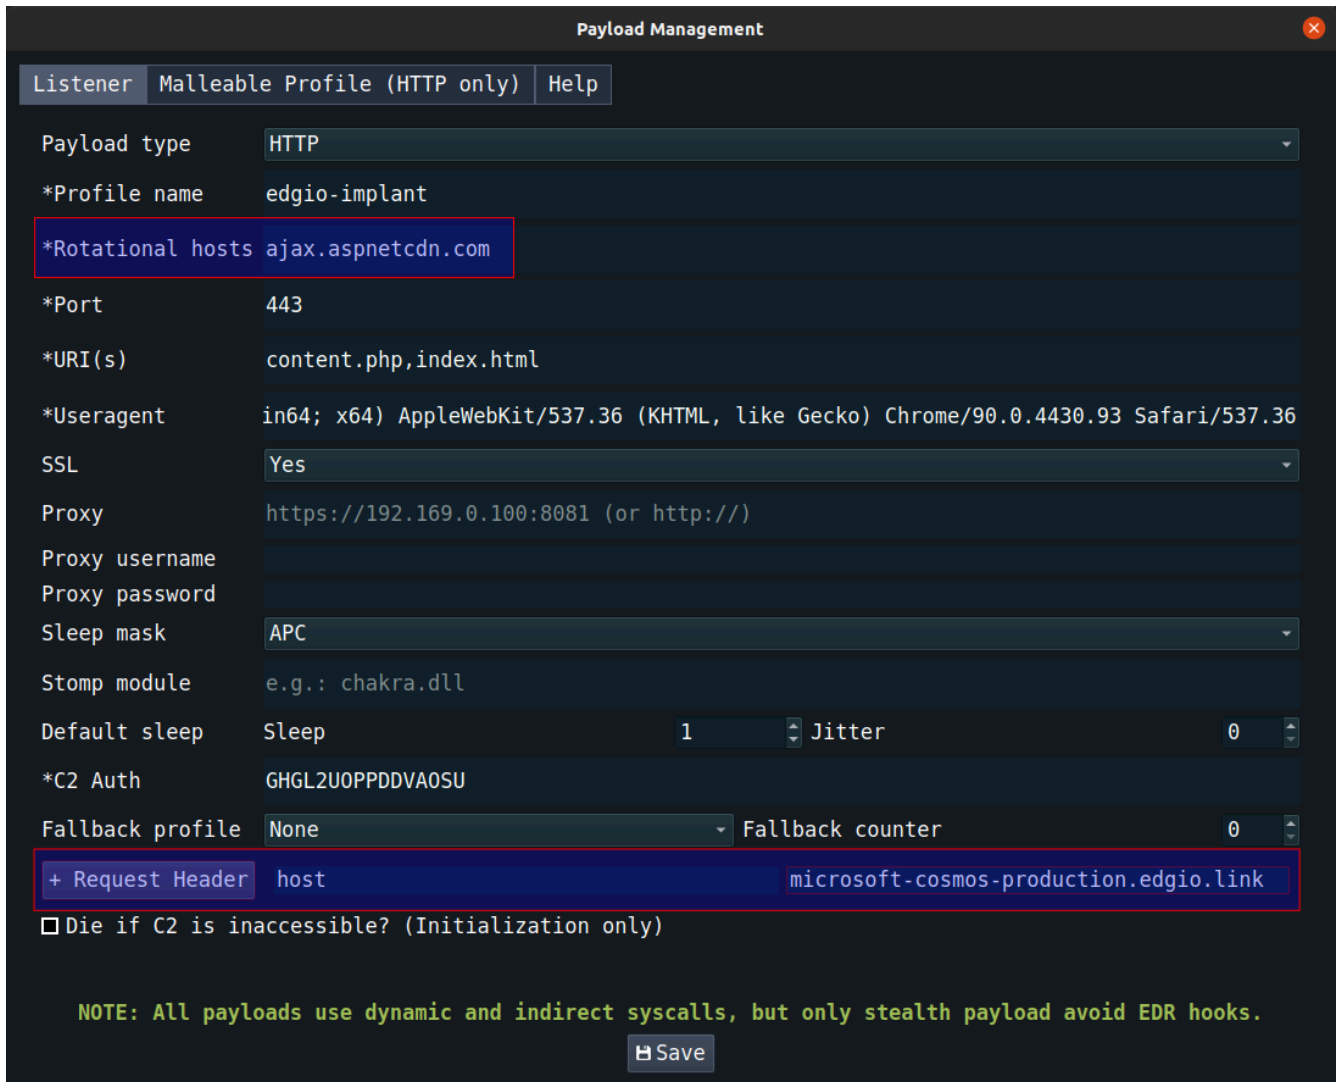 Payload Management
Listener Malleable Profile (HTTP only) Help
Payload type HTTP
*Profile name edgio-implant
*Rotational hosts ajax.aspnetcdn.com
*Port 443
*URI(s) content.php,index.html
*Useragent in64; x64) AppleWebKit/537.36 (KHTML, like Gecko) Chrome/90.0.4430.93 Safari/537.36
SSL Yes
Proxy https://192.169.0.100:8081 (or http://)
Proxy username
Proxy password
Sleep mask APC
Stomp module e.g.: chakra.dll
Default sleep Sleep 1 Jitter 0
*C2 Auth GHGL2UOPPDDVAOSU
Fallback profile None Fallback counter 0
+ Request Header host microsoft-cosmos-production.edgio.link
Die if C2 is inaccessible? (Initialization only)
NOTE: All payloads use dynamic and indirect syscalls, but only stealth payload avoid EDR hooks.
Save